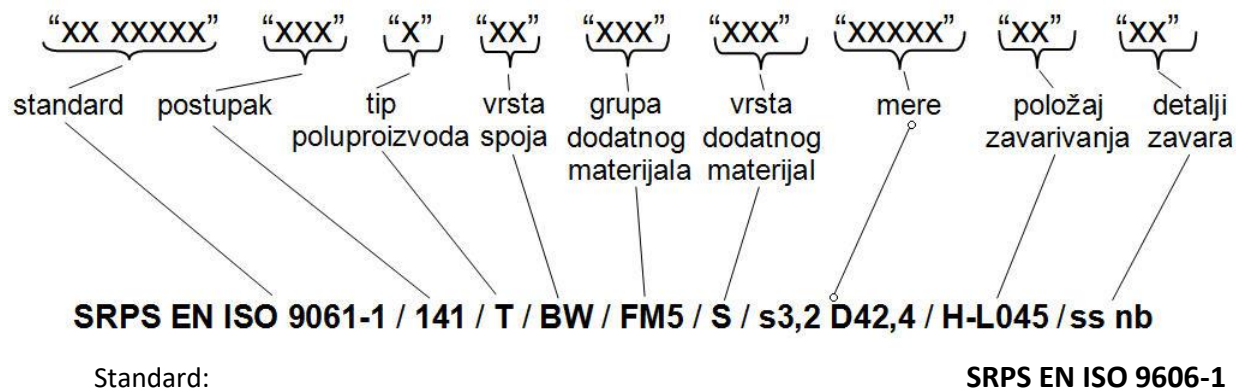 “xx xxxxx” “xxx” “x” “xx” “xxx” “xxx” “xxxxx” “xx” “xx”
standard postupak tip vrsta grupa vrsta mere položaj detalji
poluproizvoda spoja dodatnog dodatnog zavarivanja zavara
materijala materijal
SRPS EN ISO 9061-1 / 141 / T / BW / FM5 / S / s3,2 D42,4 / H-L045 / ss nb
Standard: SRPS EN ISO 9606-1